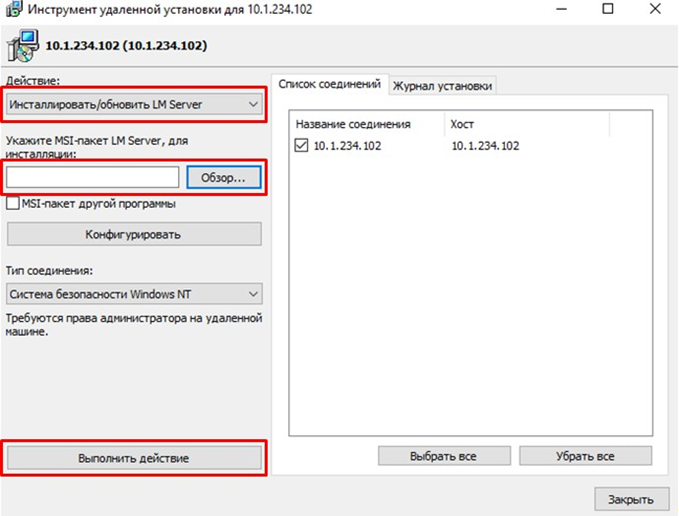 Инструмент удаленной установки для 10.1.234.102
10.1.234.102 (10.1.234.102)
Действие:
Инсталлировать/обновить LM Server
Укажите MSI-пакет LM Server, для
инсталляции:
Обзор...
MSI-пакет другой программы
Конфигурировать
Тип соединения:
Система безопасности Windows NT
Требуются права администратора на удаленной
машине.
Выполнить действие
Список соединений
Журнал установки
Название соединения Хост
10.1.234.102 10.1.234.102
Выбрать все
Убрать все
Закрыть